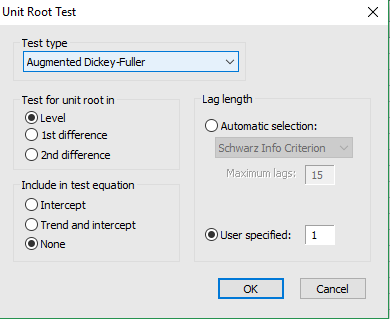 Unit Root Test
Test type
Augmented Dickey-Fuller
Test for unit root in
Level
1st difference
2nd difference
Include in test equation
Intercept
Trend and intercept
None
Lag length
Automatic selection:
Schwarz Info Criterion
Maximum lags: 15
User specified: 1
OK
Cancel